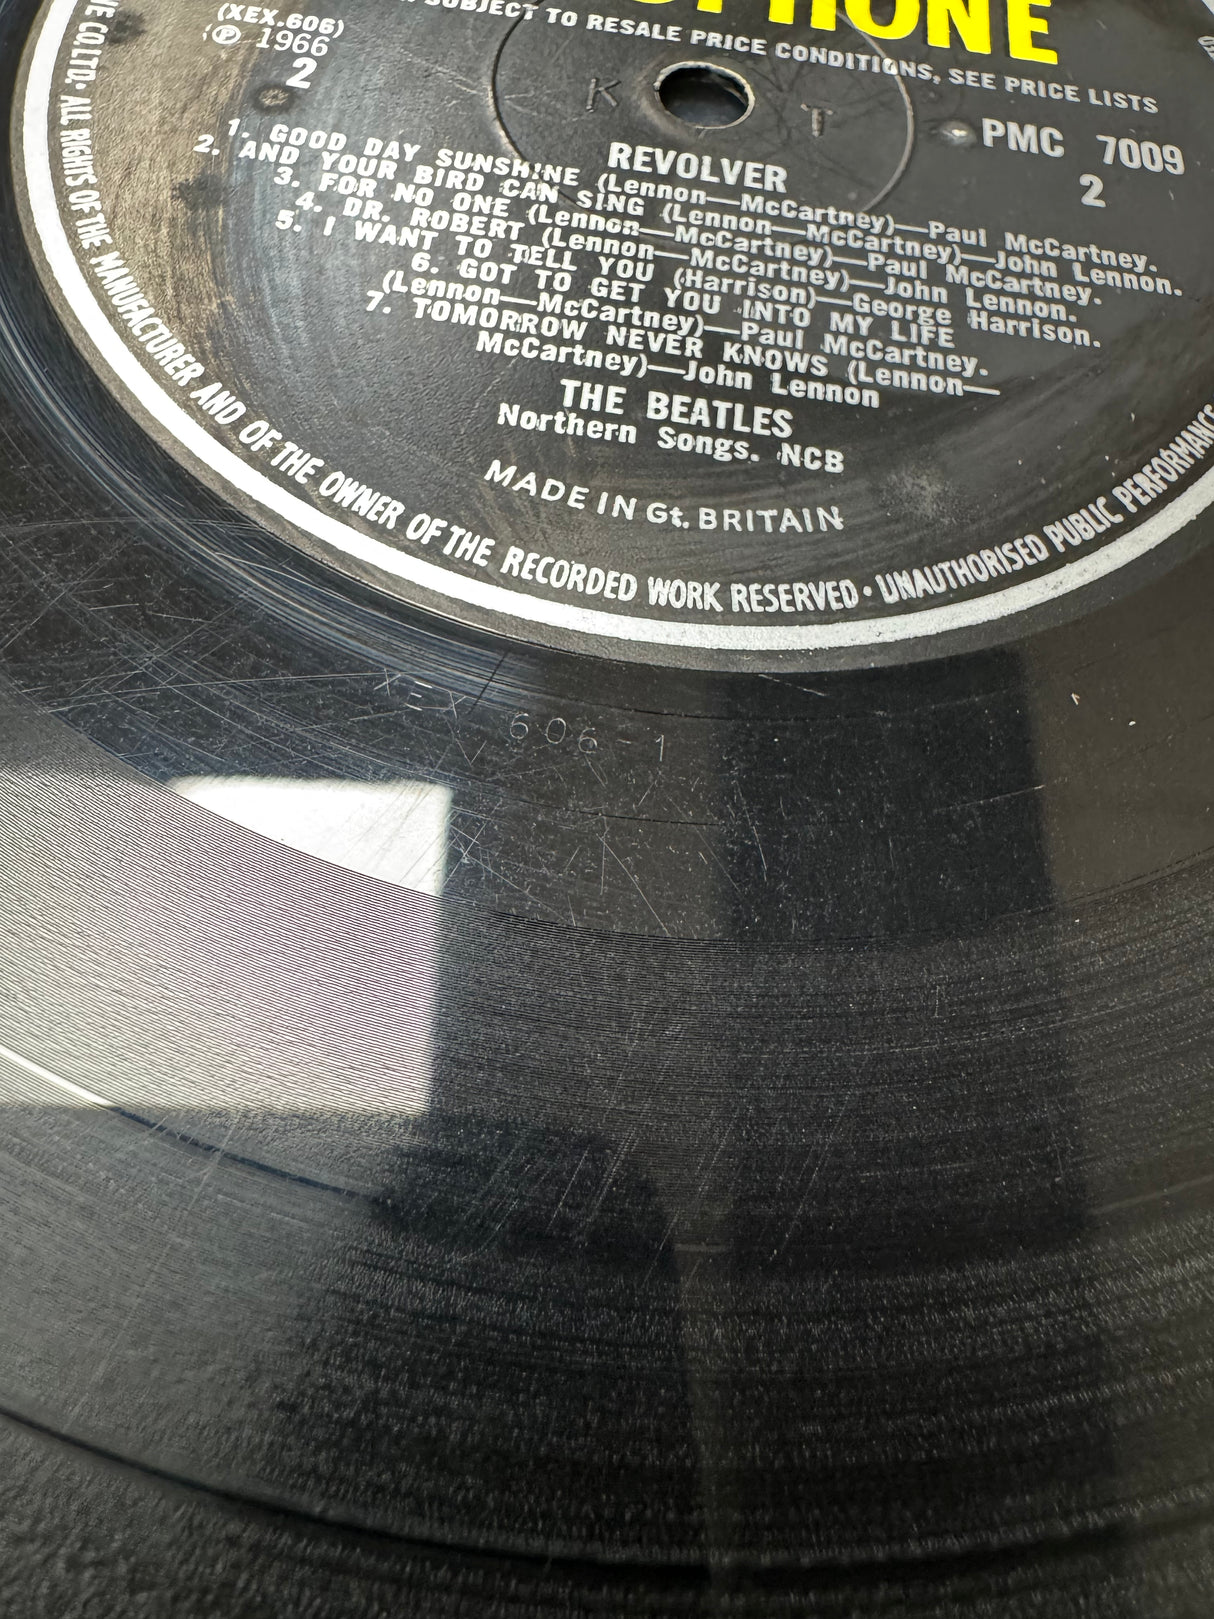 PHONE
SUBJECT TO RESALE PRICE CONDITIONS, SEE PRICE LISTS
(XEX.606)
℗ 1966
2
K T
PMC 7009
2
REVOLVER
1. GOOD DAY SUNSHINE (Lennon—McCartney)—Paul McCartney.
2. AND YOUR BIRD CAN SING (Lennon—McCartney)—John Lennon.
3. FOR NO ONE (Lennon—McCartney)—Paul McCartney.
4. DR. ROBERT (Lennon—McCartney)—John Lennon.
5. I WANT TO TELL YOU (Harrison)—George Harrison.
6. GOT TO GET YOU INTO MY LIFE
(Lennon—McCartney)—Paul McCartney.
7. TOMORROW NEVER KNOWS (Lennon—
McCartney)—John Lennon
THE BEATLES
Northern Songs. NCB
MADE IN Gt. BRITAIN
CO LTD. ALL RIGHTS OF THE MANUFACTURER AND OF THE OWNER OF THE RECORDED WORK RESERVED • UNAUTHORISED PUBLIC PERFORMANCE
XEX 606-1